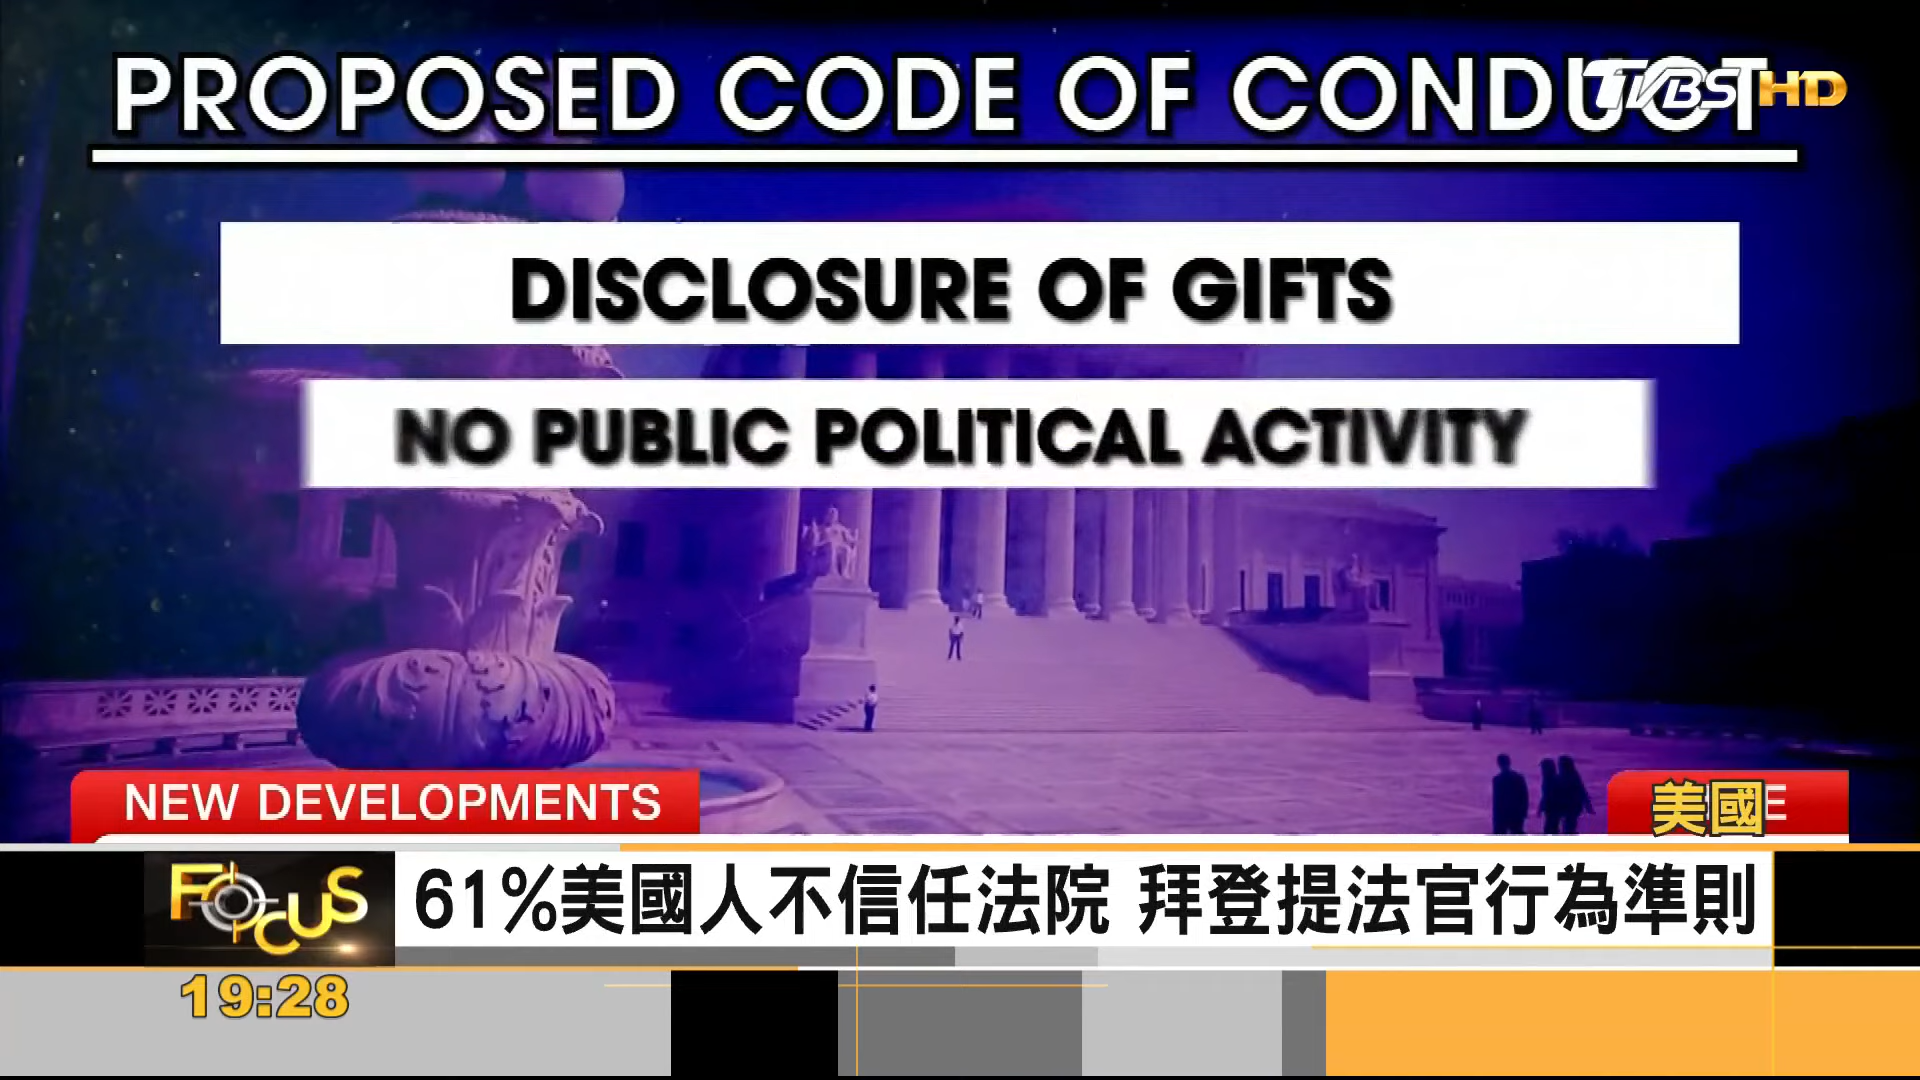 PROPOSED CODE OF CONDUCT
TVBS HD
DISCLOSURE OF GIFTS
NO PUBLIC POLITICAL ACTIVITY
NEW DEVELOPMENTS
美國
FOCUS
61%美國人不信任法院 拜登提法官行為準則
19:28